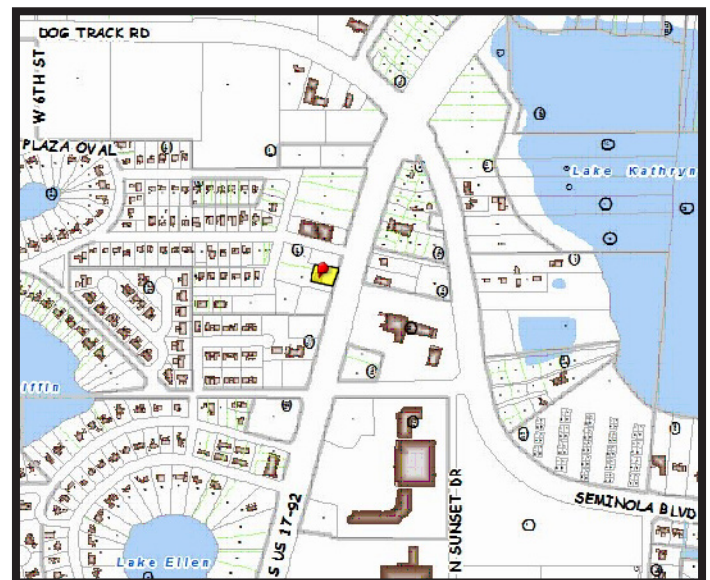 DOG TRACK RD
W 6TH ST
PLAZA OVAL
Lake Kathryn
iffin
SEMINOLA BLVD
S US 17-92
N SUNSET DR
Lake Ellen